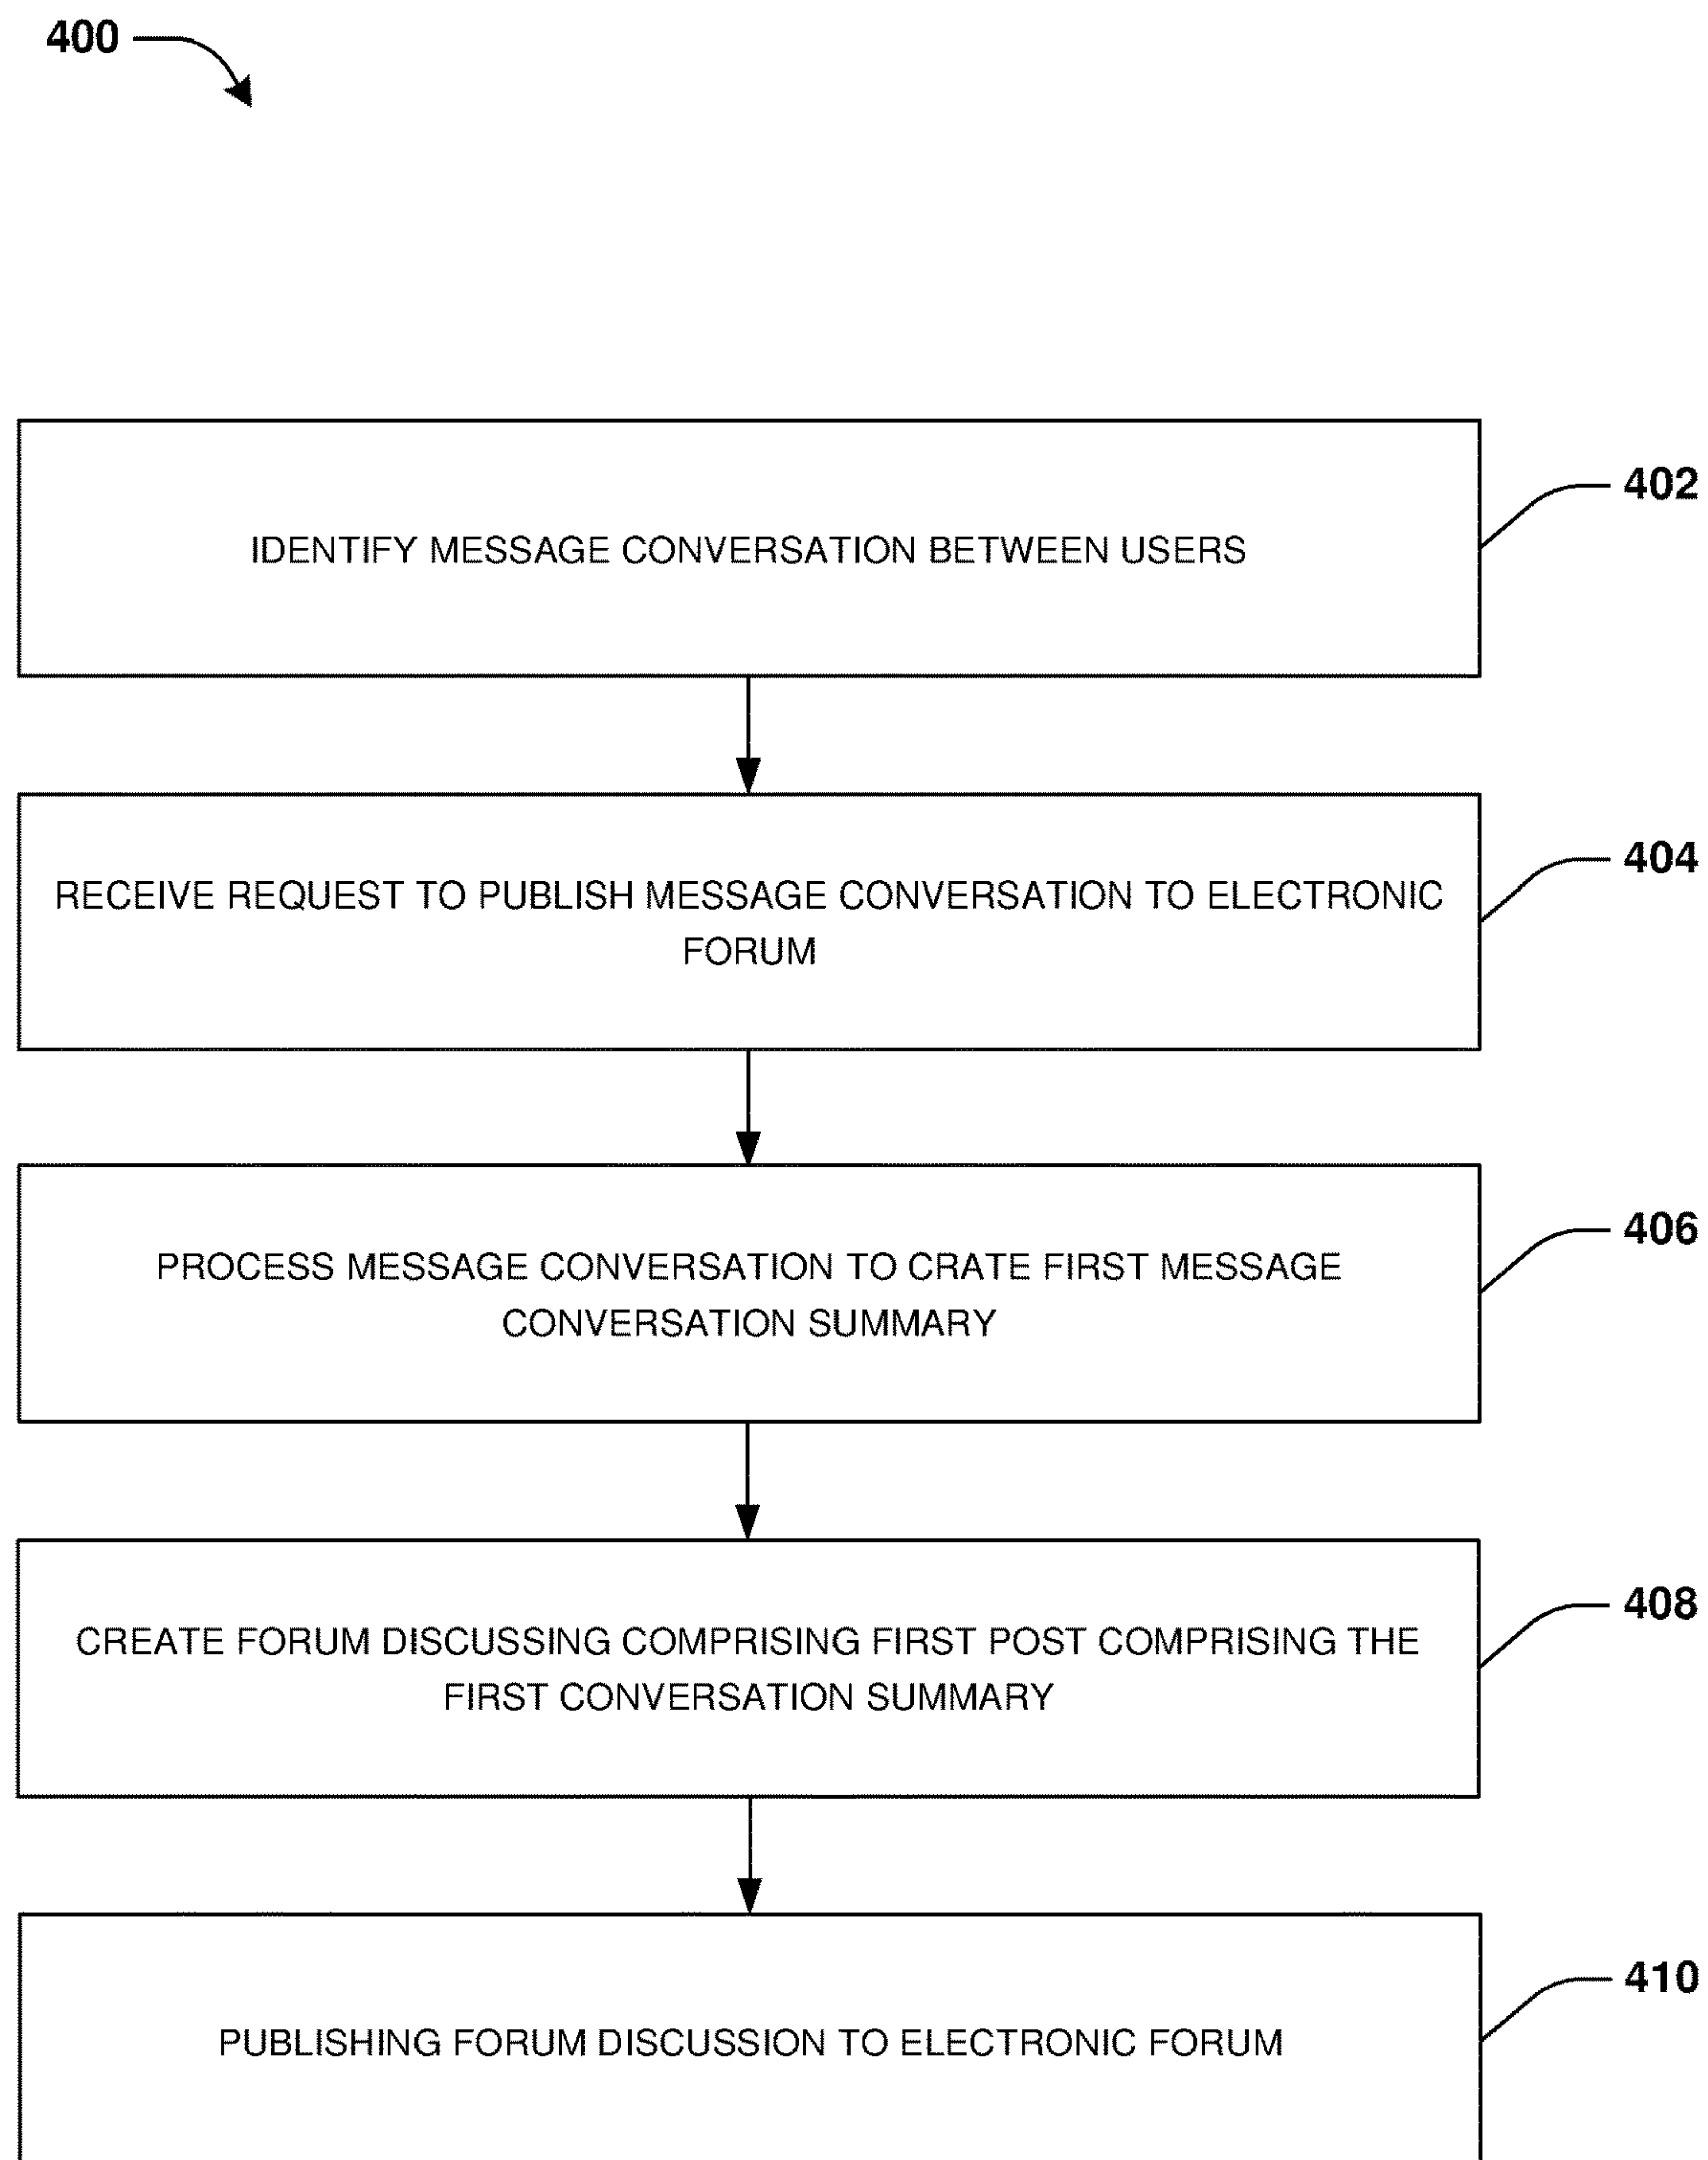 400
IDENTIFY MESSAGE CONVERSATION BETWEEN USERS
402
RECEIVE REQUEST TO PUBLISH MESSAGE CONVERSATION TO ELECTRONIC
FORUM
404
PROCESS MESSAGE CONVERSATION TO CRATE FIRST MESSAGE
CONVERSATION SUMMARY
406
CREATE FORUM DISCUSSING COMPRISING FIRST POST COMPRISING THE
FIRST CONVERSATION SUMMARY
408
PUBLISHING FORUM DISCUSSION TO ELECTRONIC FORUM
410